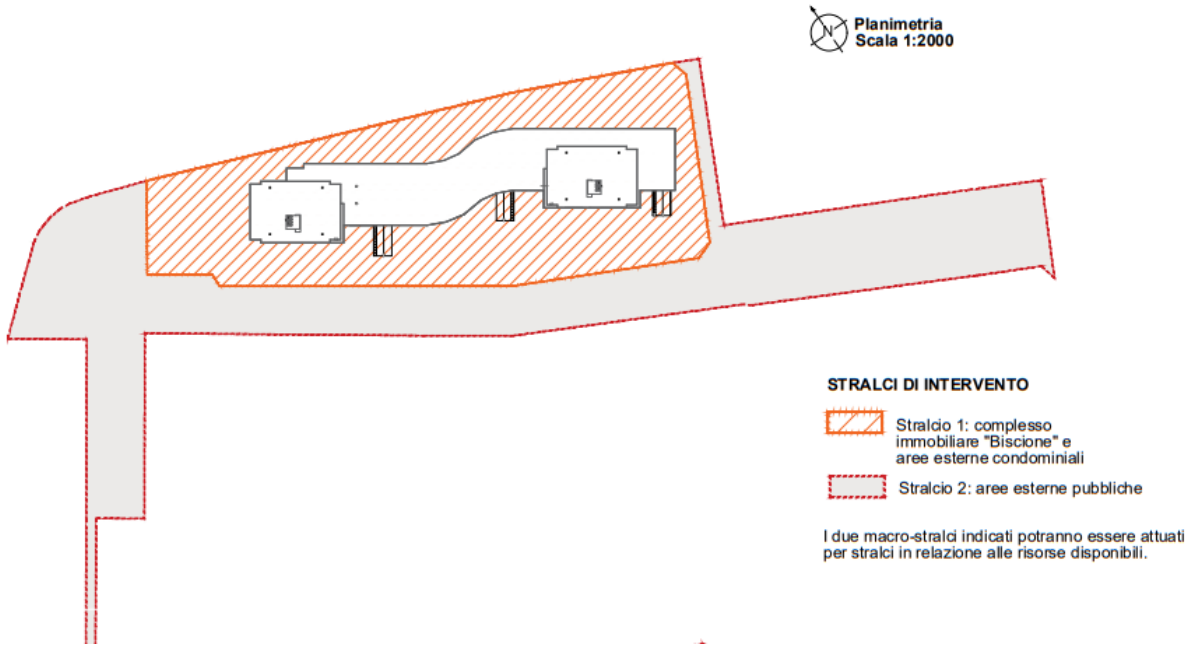 N
Planimetria
Scala 1:2000
STRALCI DI INTERVENTO
Stralcio 1: complesso
immobiliare "Biscione" e
aree esterne condominiali
Stralcio 2: aree esterne pubbliche
I due macro-stralci indicati potranno essere attuati
per stralci in relazione alle risorse disponibili.